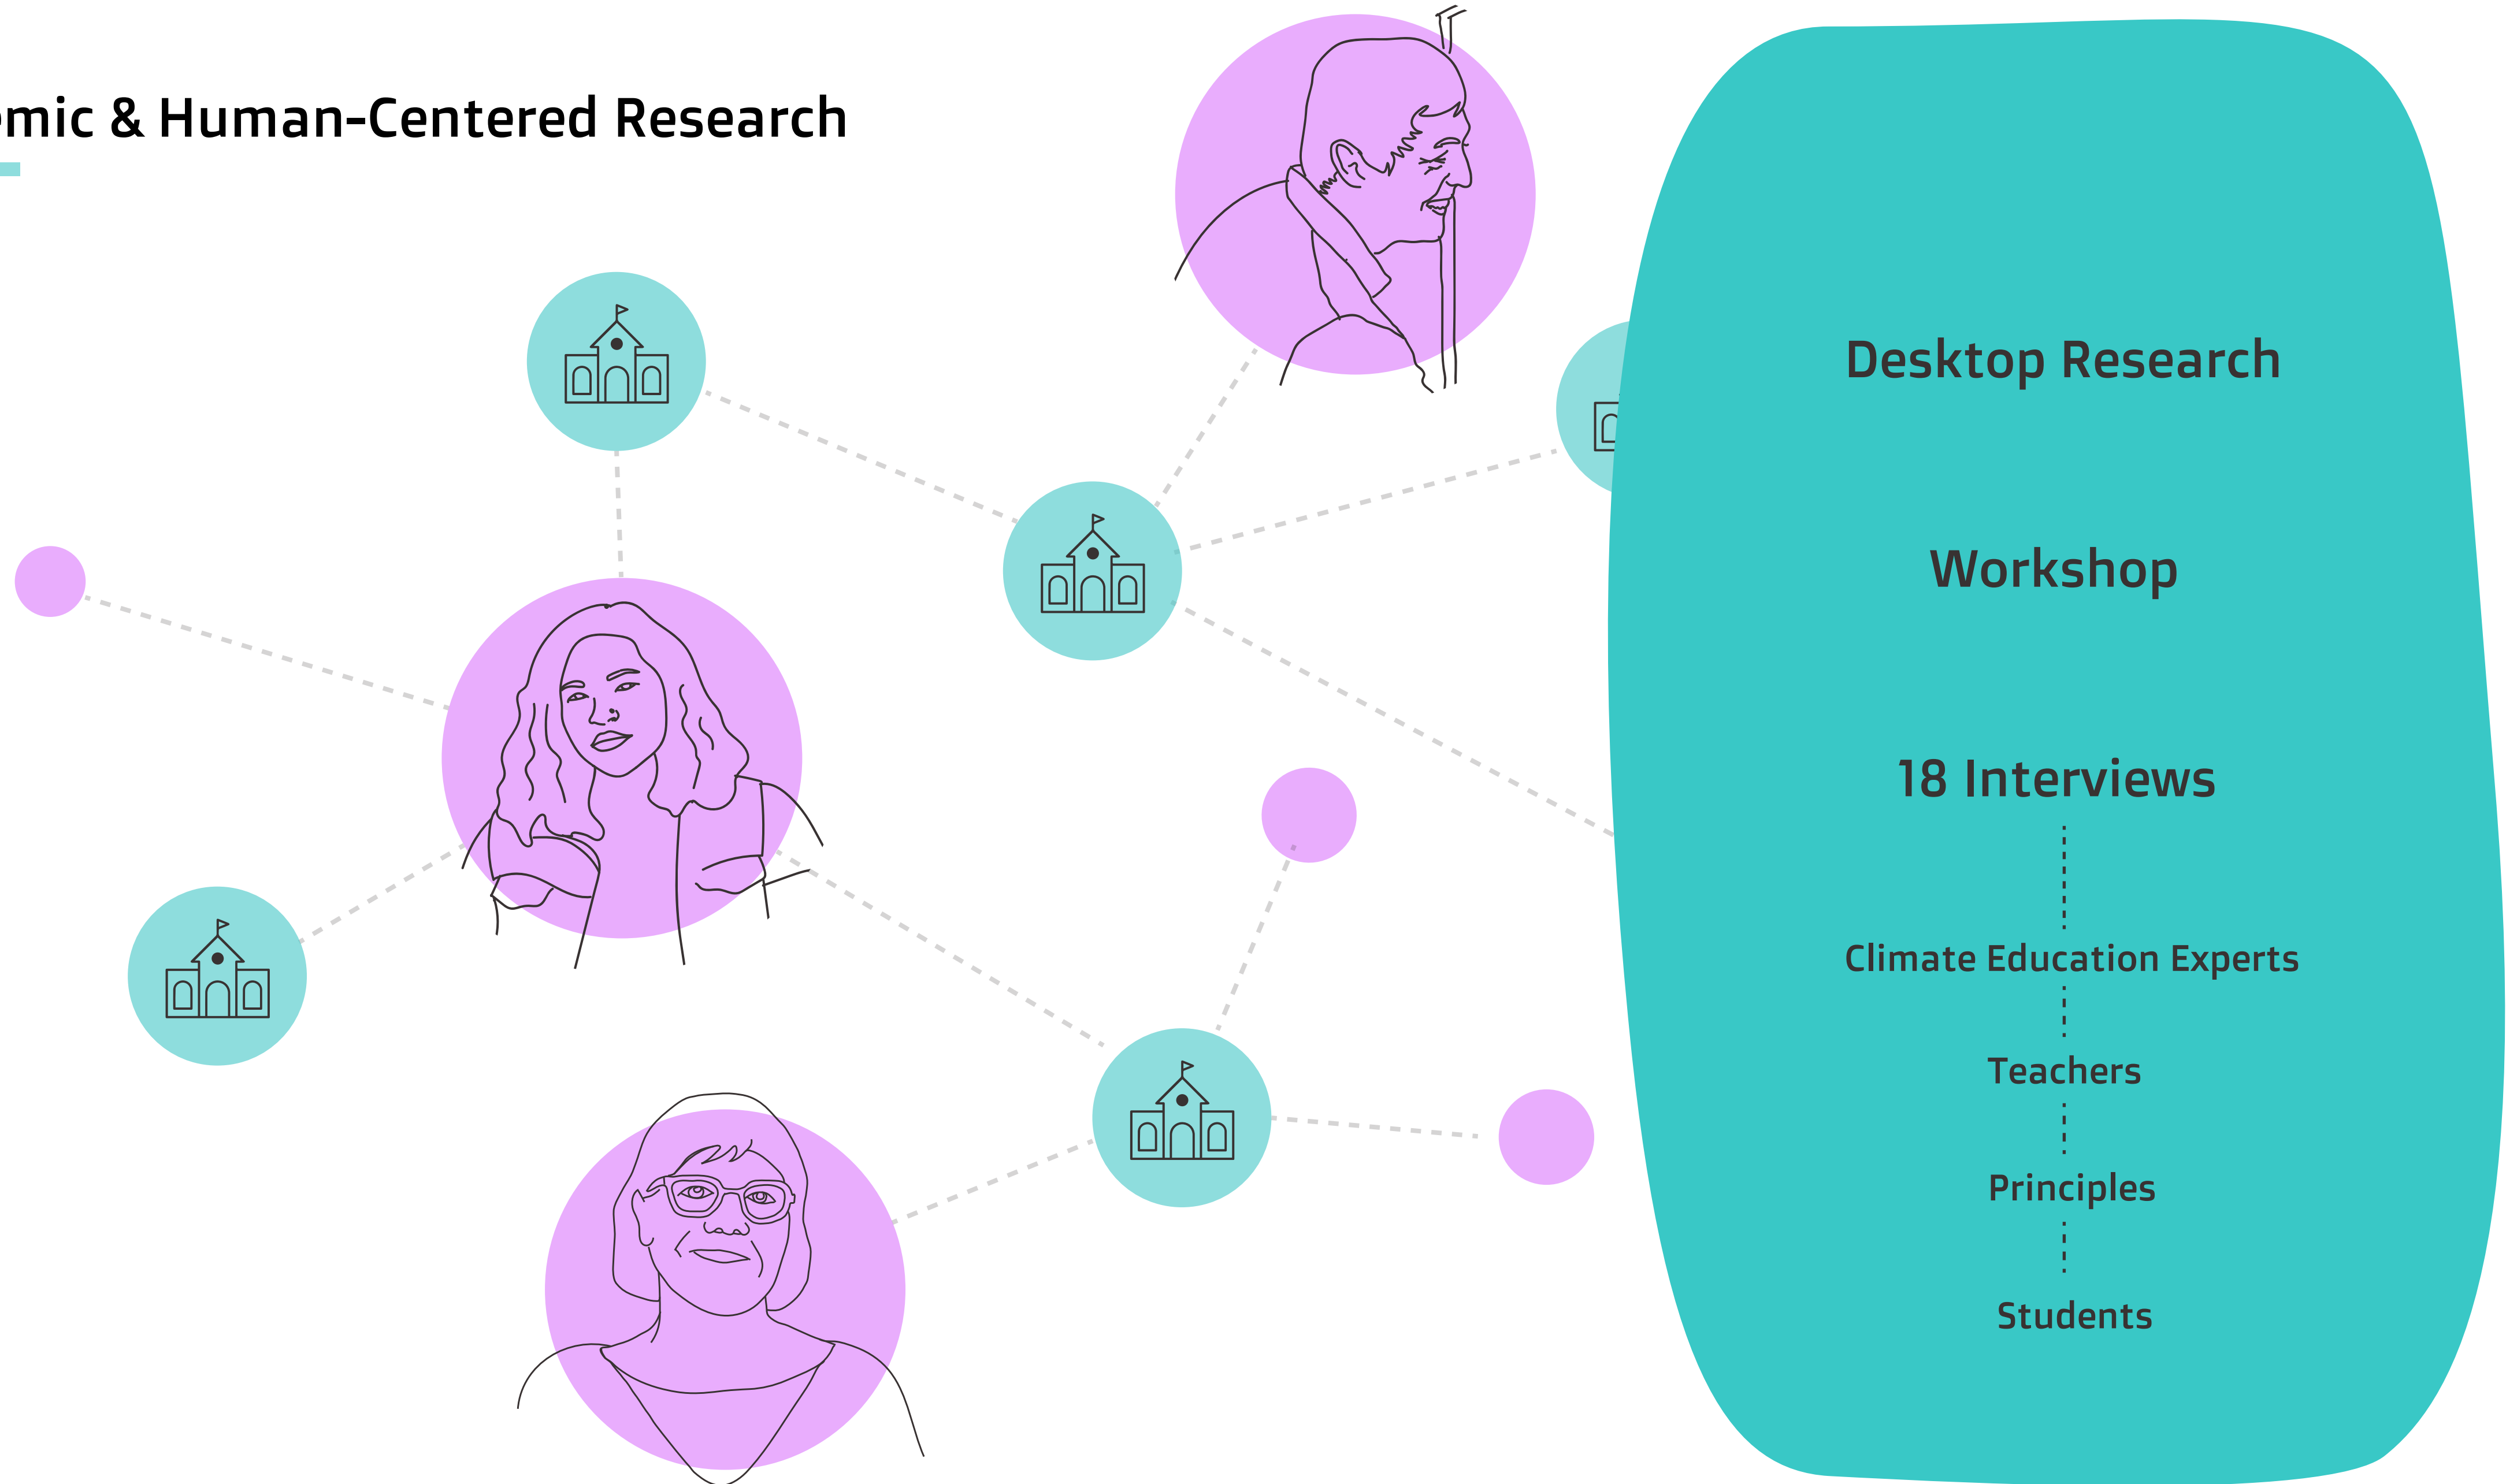 mic & Human-Centered Research
Desktop Research
Workshop
18 Interviews
Climate Education Experts
Teachers
Principles
Students